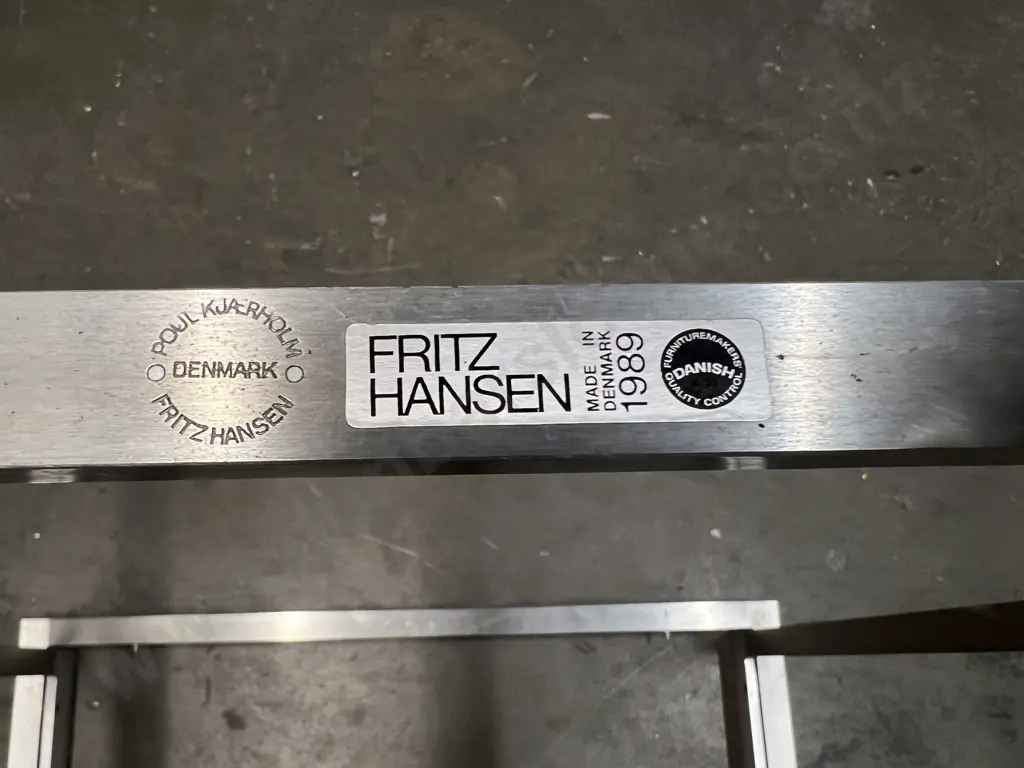 POUL KJÆRHOLM
DENMARK
FRITZ HANSEN
FRITZ
HANSEN
MADE IN
DENMARK
1989
FURNITUREMAKERS'
DANISH
QUALITY CONTROL